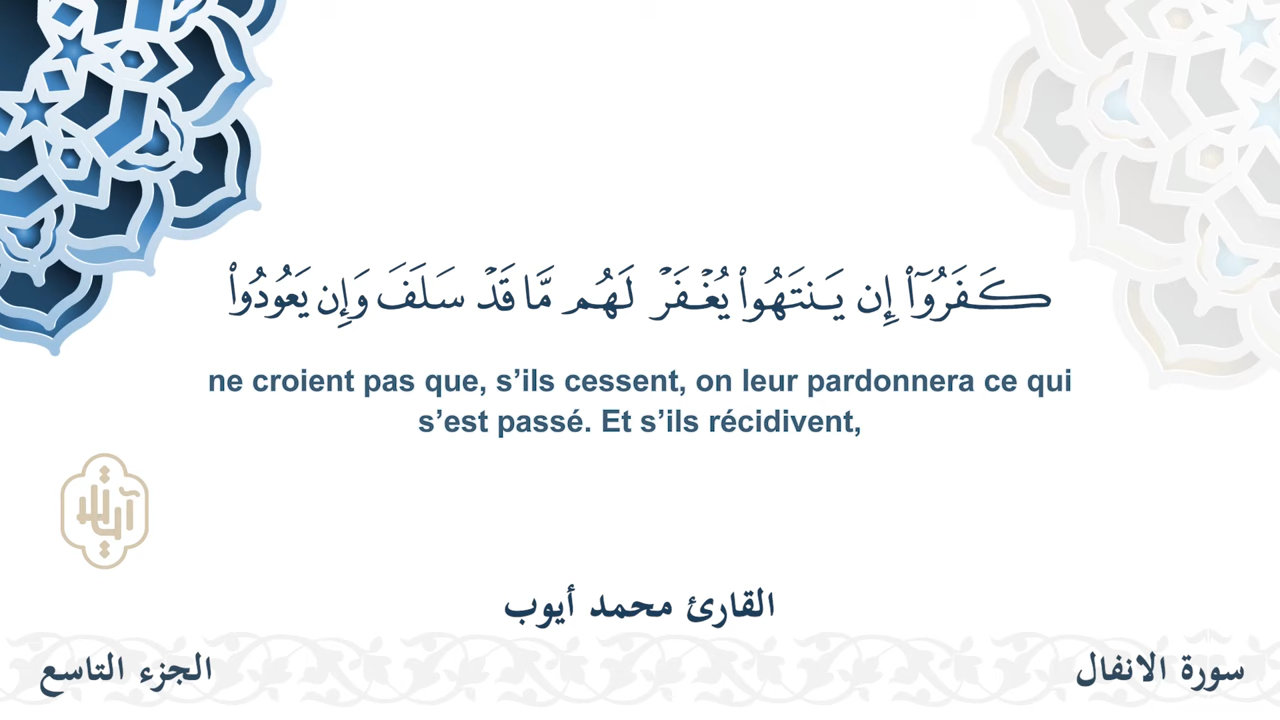 كَفَرُوٓا۟ إِن يَنتَهُوا۟ يُغْفَرْ لَهُم مَّا قَدْ سَلَفَ وَإِن يَعُودُوا۟
ne croient pas que, s’ils cessent, on leur pardonnera ce qui
s’est passé. Et s’ils récidivent,
القارئ محمد أيوب
سورة الانفال
الجزء التاسع